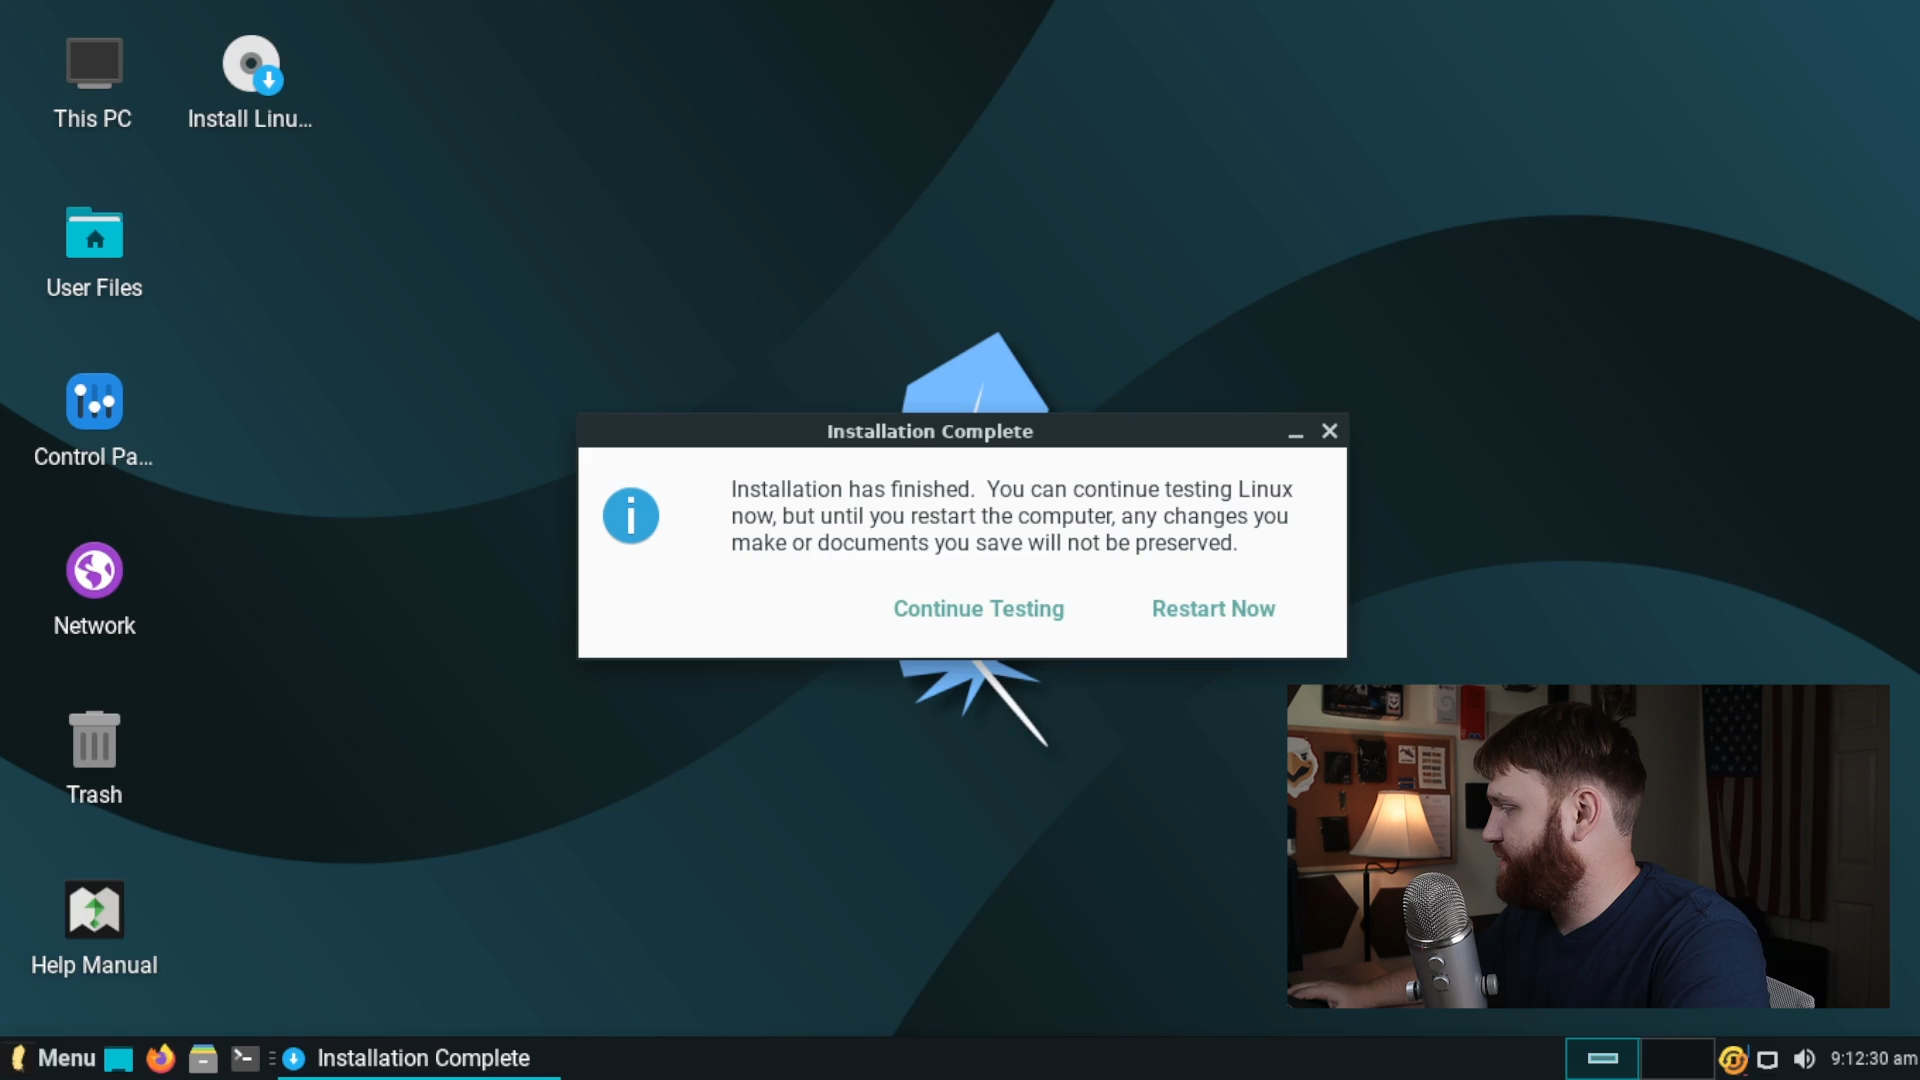 This PC
Install Linu...
User Files
Control Pa...
Network
Trash
Help Manual
Installation Complete
Installation has finished.  You can continue testing Linux
now, but until you restart the computer, any changes you
make or documents you save will not be preserved.
Continue Testing
Restart Now
Menu
Installation Complete
9:12:30 am